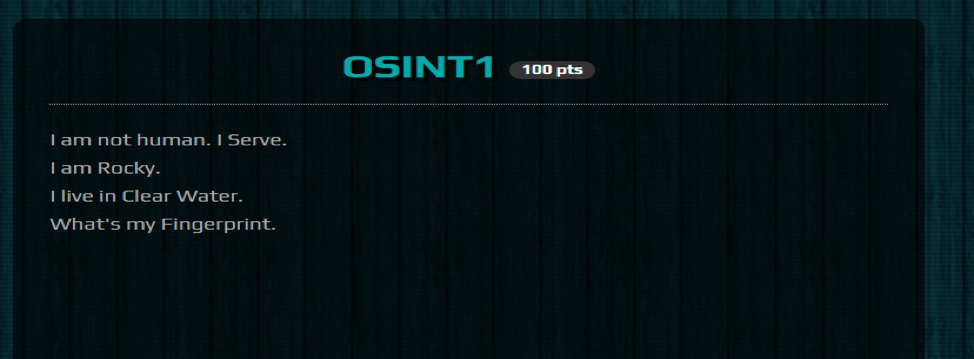 OSINT1 100 pts
I am not human. I Serve.
I am Rocky.
I live in Clear Water.
What's my Fingerprint.